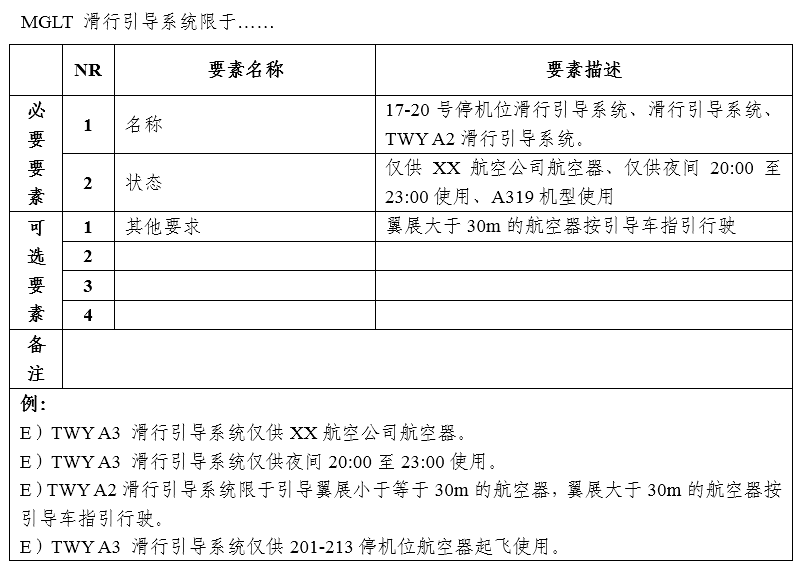 MGLT 滑行引导系统限于……
NR 要素名称 要素描述
必要要素
1 名称 17-20 号停机位滑行引导系统、滑行引导系统、
TWY A2 滑行引导系统。
2 状态 仅供 XX 航空公司航空器、仅供夜间 20:00 至
23:00 使用、A319 机型使用
可选要素
1 其他要求 翼展大于 30m 的航空器按引导车指引行驶
2
3
4
备注
例：
E）TWY A3 滑行引导系统仅供 XX 航空公司航空器。
E）TWY A3 滑行引导系统仅供夜间 20:00 至 23:00 使用。
E）TWY A2 滑行引导系统限于引导翼展小于等于 30m 的航空器，翼展大于 30m 的航空器按
引导车指引行驶。
E）TWY A3 滑行引导系统仅供 201-213 停机位航空器起飞使用。